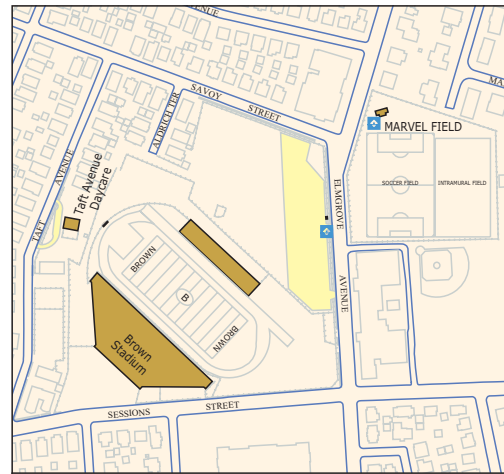 AVENUE
SAVOY
STREET
ALDRICH TER
MARVEL FIELD
MA
TAFT
AVENUE
Taft Avenue
Daycare
ELMGROVE
AVENUE
SOCCER FIELD
INTRAMURAL FIELD
BROWN
B
BROWN
Brown
Stadium
SESSIONS
STREET